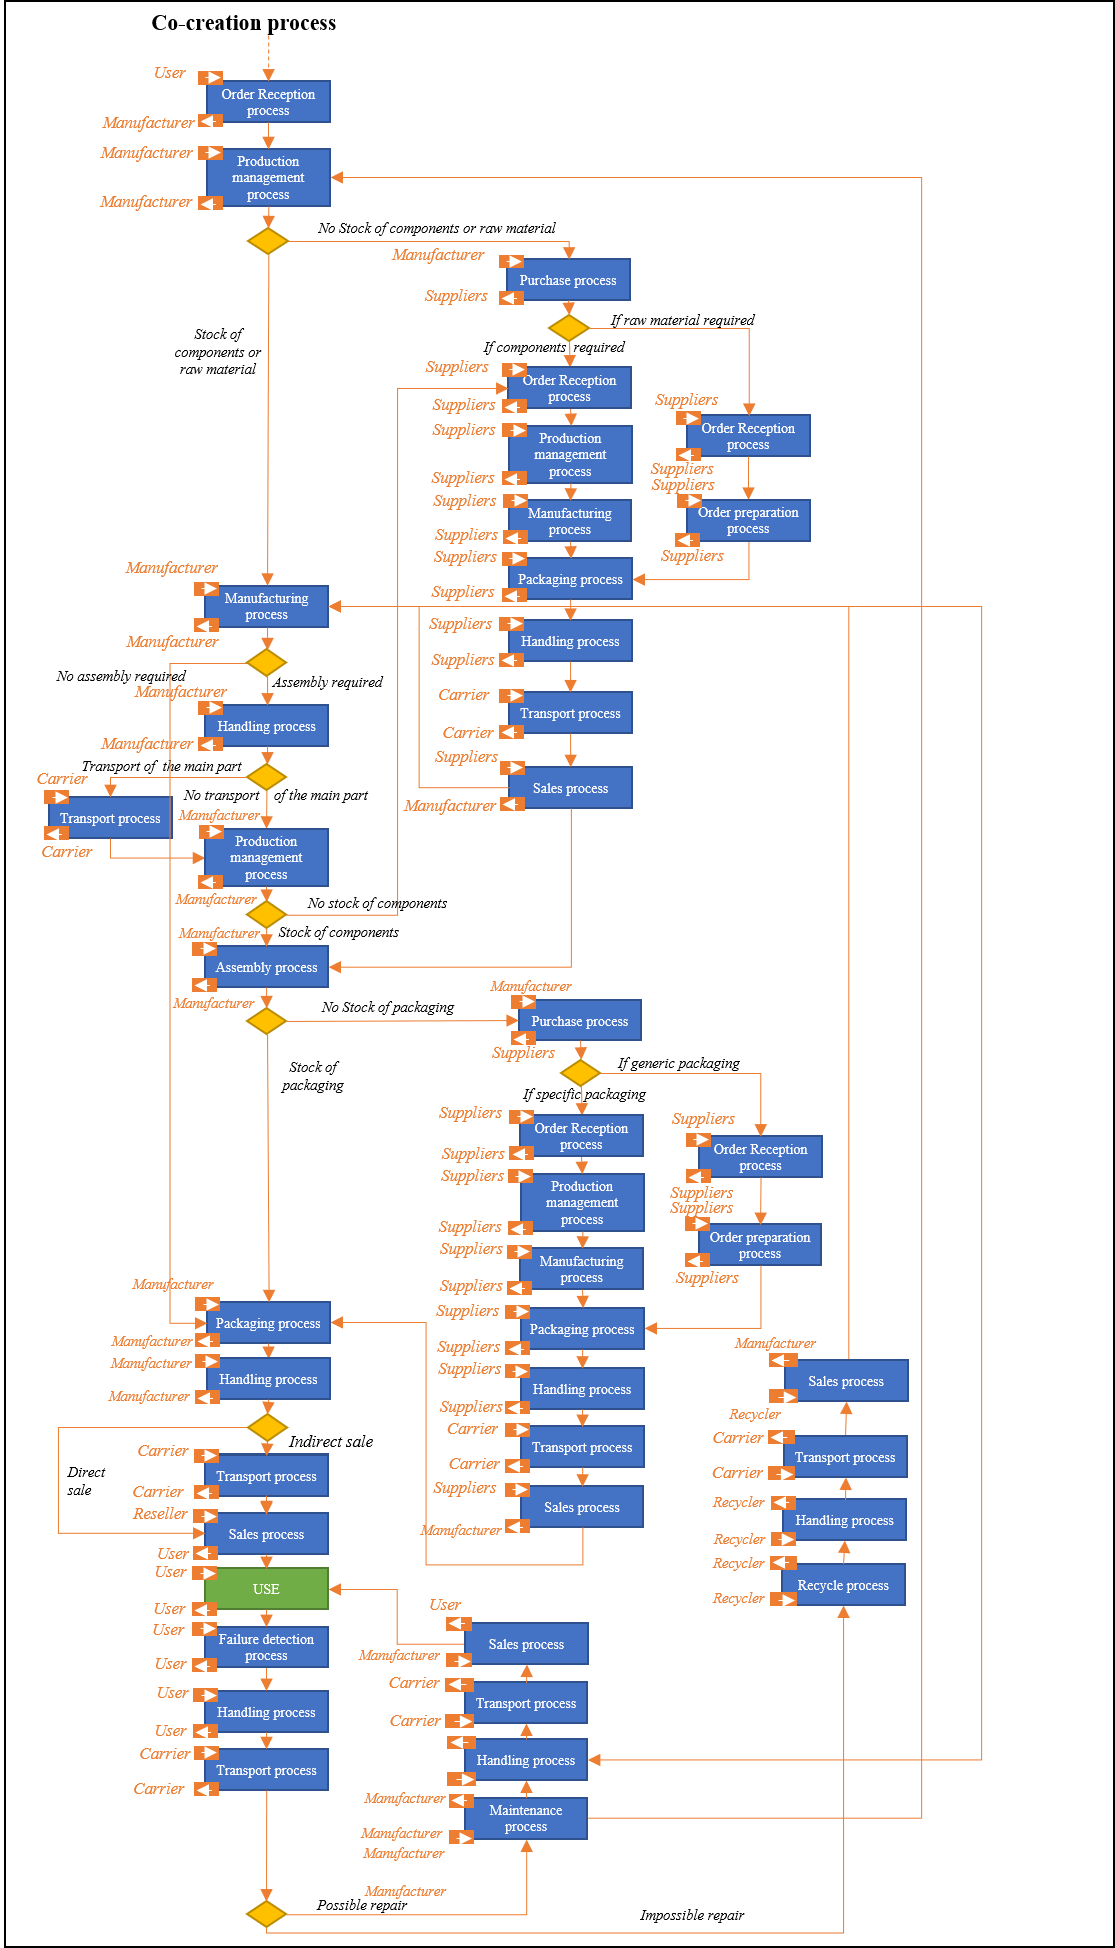 Co-creation process
User
Order Reception
process
Manufacturer
Manufacturer
Production
management
process
Manufacturer
No Stock of components or raw material
Manufacturer
Purchase process
Suppliers
If raw material required
Stock of
components or
raw material
If components required
Suppliers
Order Reception
process
Suppliers
Suppliers
Order Reception
process
Suppliers
Suppliers
Production
management
process
Suppliers
Suppliers
Order preparation
process
Suppliers
Suppliers
Manufacturing
process
Suppliers
Suppliers
Packaging process
Suppliers
Manufacturer
Manufacturing
process
Manufacturer
Suppliers
Handling process
Suppliers
No assembly required
Assembly required
Manufacturer
Handling process
Manufacturer
Carrier
Transport process
Carrier
Transport of the main part
Carrier
Transport process
Carrier
No transport of the main part
Suppliers
Sales process
Manufacturer
Manufacturer
Production
management
process
Manufacturer
No stock of components
Manufacturer
Stock of components
Assembly process
Manufacturer
No Stock of packaging
Manufacturer
Purchase process
Suppliers
Stock of
packaging
If generic packaging
If specific packaging
Suppliers
Order Reception
process
Suppliers
Suppliers
Order Reception
process
Suppliers
Suppliers
Production
management
process
Suppliers
Suppliers
Order preparation
process
Suppliers
Suppliers
Manufacturing
process
Suppliers
Manufacturer
Packaging process
Manufacturer
Suppliers
Packaging process
Suppliers
Manufacturer
Handling process
Manufacturer
Suppliers
Handling process
Suppliers
Manufacturer
Sales process
Recycler
Indirect sale
Direct
sale
Carrier
Transport process
Carrier
Carrier
Transport process
Carrier
Carrier
Transport process
Carrier
Reseller
Sales process
User
Suppliers
Sales process
Manufacturer
Recycler
Handling process
Recycler
User
USE
User
Recycler
Recycle process
Recycler
User
Failure detection
process
User
User
Sales process
Manufacturer
User
Handling process
User
Carrier
Transport process
Carrier
Carrier
Transport process
Carrier
Handling process
Manufacturer
Maintenance
process
Manufacturer
Manufacturer
Manufacturer
Possible repair
Impossible repair